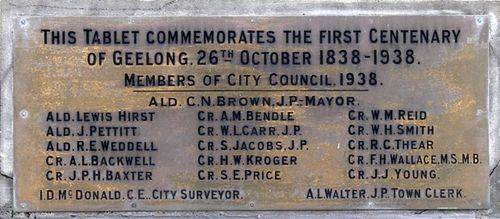 THIS TABLET COMMEMORATES THE FIRST CENTENARY
OF GEELONG, 26TH OCTOBER 1838-1938.
MEMBERS OF CITY COUNCIL, 1938.
ALD. C.N. BROWN, J.P.-MAYOR.
ALD. LEWIS HIRST CR. A.M. BENDLE CR. W.M. REID
ALD. J. PETTITT CR. W.L. CARR, J.P. CR. W.H. SMITH
ALD. R.E. WEDDELL CR. S. JACOBS, J.P. CR. R.C. THEAR
CR. A.L. BACKWELL CR. H.W. KROGER CR. F.H. WALLACE, M.S.M.B.
CR. J.P.H. BAXTER CR. S.E. PRICE CR. J.J. YOUNG.
I.D. MCDONALD, C.E., CITY SURVEYOR. A.L. WALTER, J.P. TOWN CLERK.